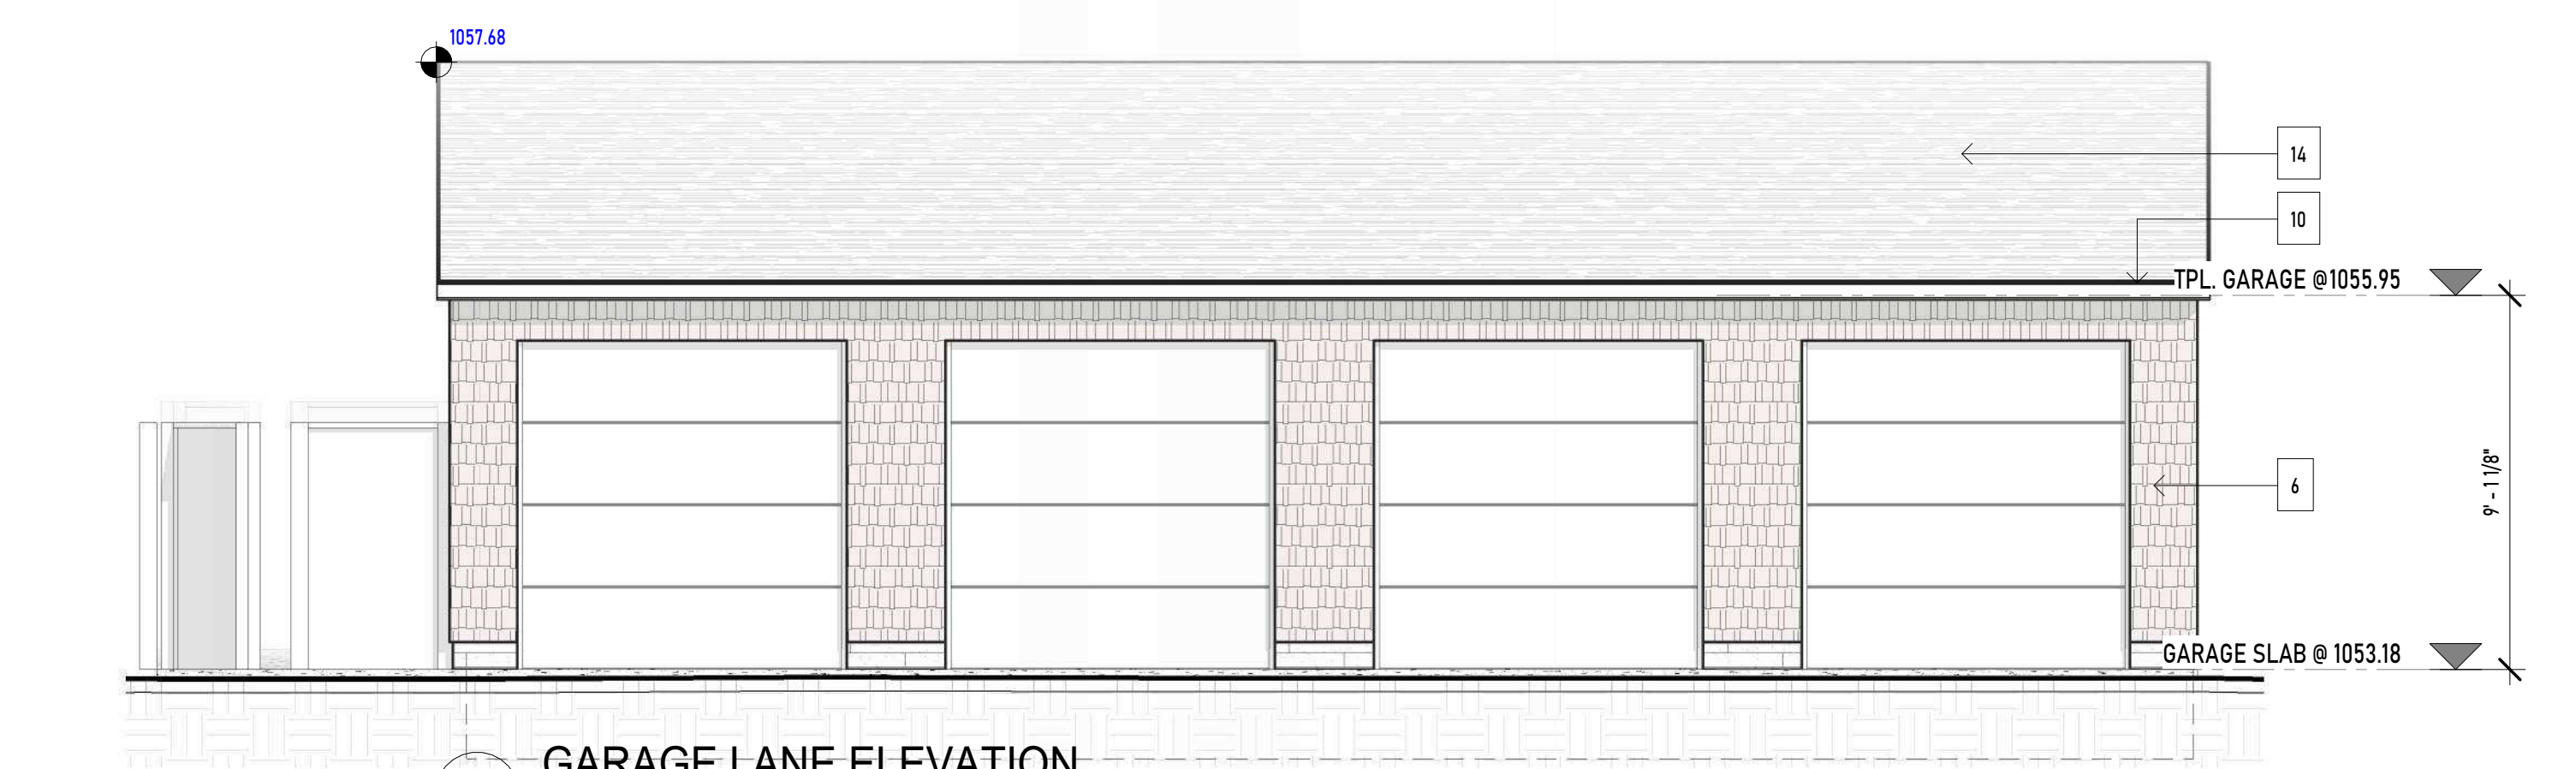 1057.68
14
10
TPL. GARAGE @1055.95
6
9' - 1 1/8"
GARAGE SLAB @ 1053.18
GARAGE LANE ELEVATION